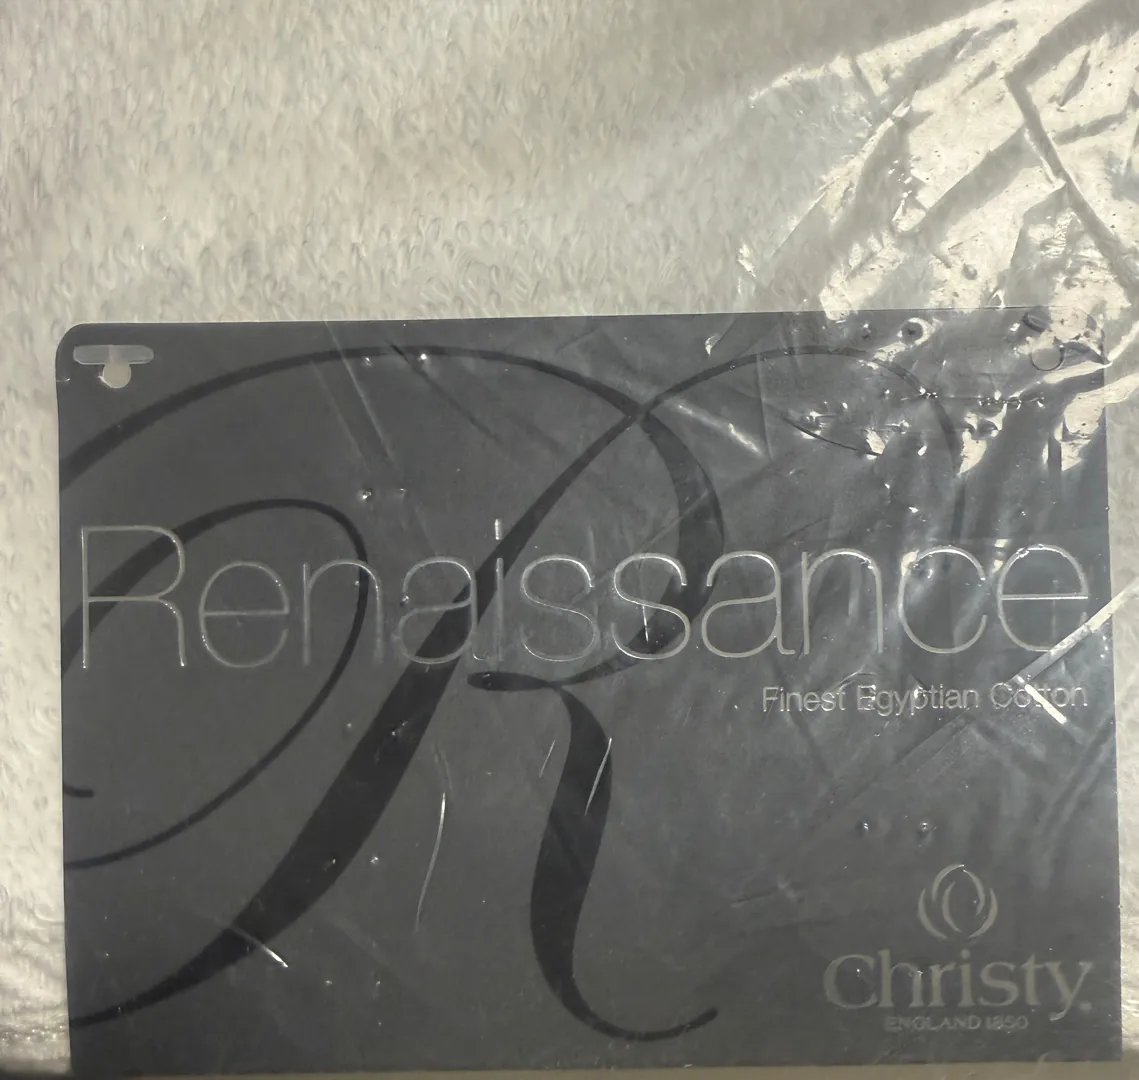 Renaissance
Finest Egyptian Cotton
Christy
ENGLAND 1850